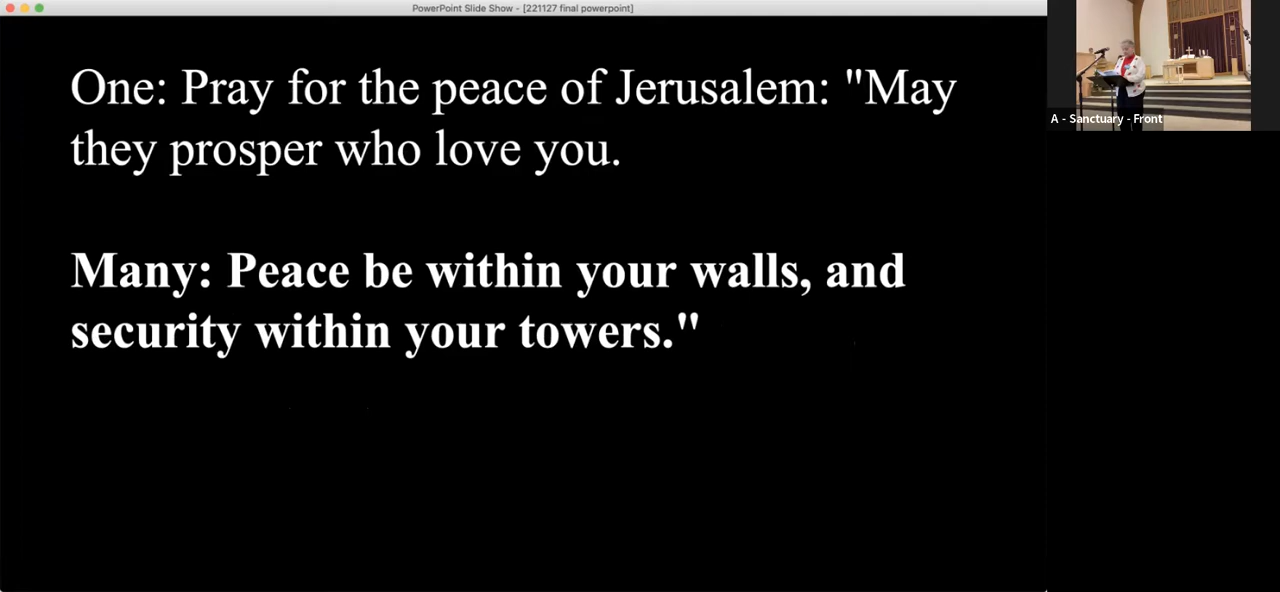 PowerPoint Slide Show - [221127 final powerpoint]
One: Pray for the peace of Jerusalem: "May
they prosper who love you.
Many: Peace be within your walls, and
security within your towers."
A - Sanctuary - Front